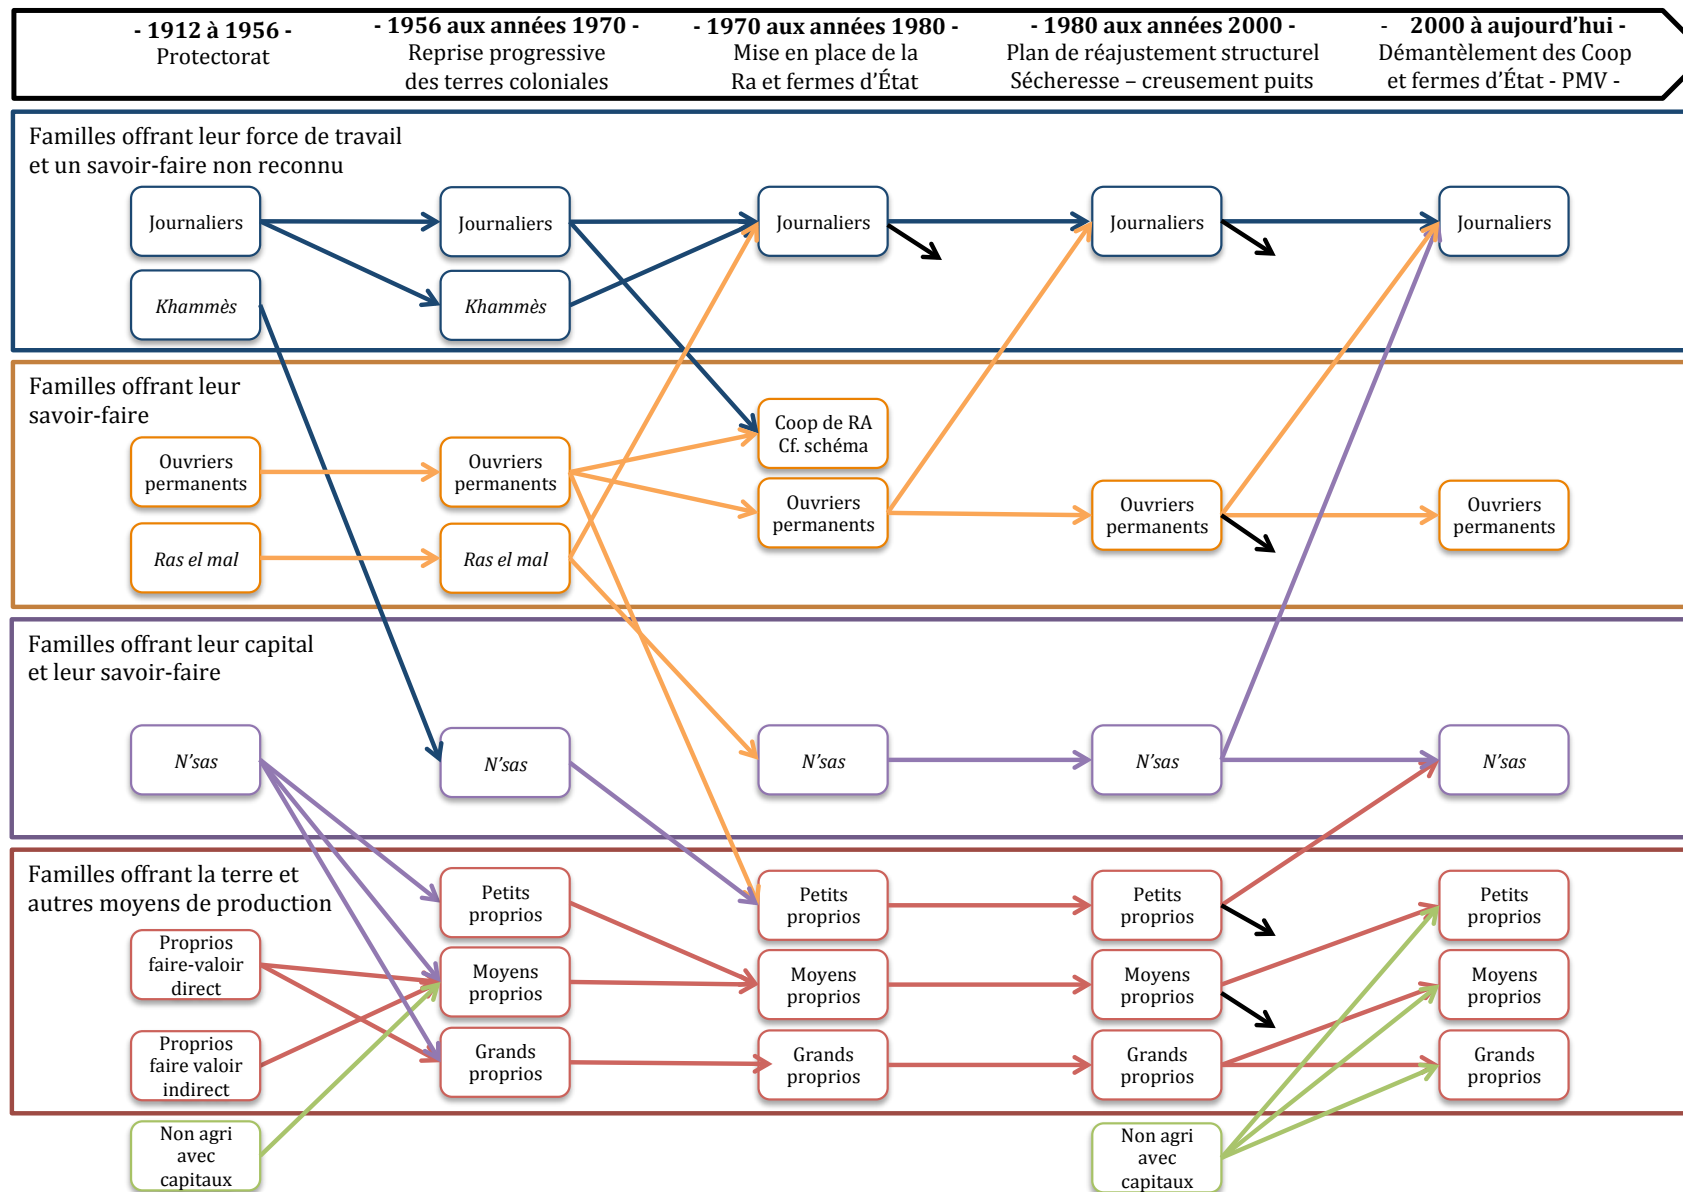 - 1912 à 1956 -
Protectorat
- 1956 aux années 1970 -
Reprise progressive
des terres coloniales
- 1970 aux années 1980 -
Mise en place de la
Ra et fermes d'État
- 1980 aux années 2000 -
Plan de réajustement structurel
Sécheresse – creusement puits
- 2000 à aujourd'hui -
Démantèlement des Coop
et fermes d'État - PMV -
Familles offrant leur force de travail
et un savoir-faire non reconnu
Journaliers
Journaliers
Journaliers
Journaliers
Journaliers
Khammès
Khammès
Familles offrant leur
savoir-faire
Coop de RA
Cf. schéma
Ouvriers
permanents
Ouvriers
permanents
Ouvriers
permanents
Ouvriers
permanents
Ouvriers
permanents
Ras el mal
Ras el mal
Familles offrant leur capital
et leur savoir-faire
N'sas
N'sas
N'sas
N'sas
N'sas
Familles offrant la terre et
autres moyens de production
Petits
proprios
Petits
proprios
Petits
proprios
Petits
proprios
Proprios
faire-valoir
direct
Moyens
proprios
Moyens
proprios
Moyens
proprios
Moyens
proprios
Proprios
faire valoir
indirect
Grands
proprios
Grands
proprios
Grands
proprios
Grands
proprios
Non agri
avec
capitaux
Non agri
avec
capitaux